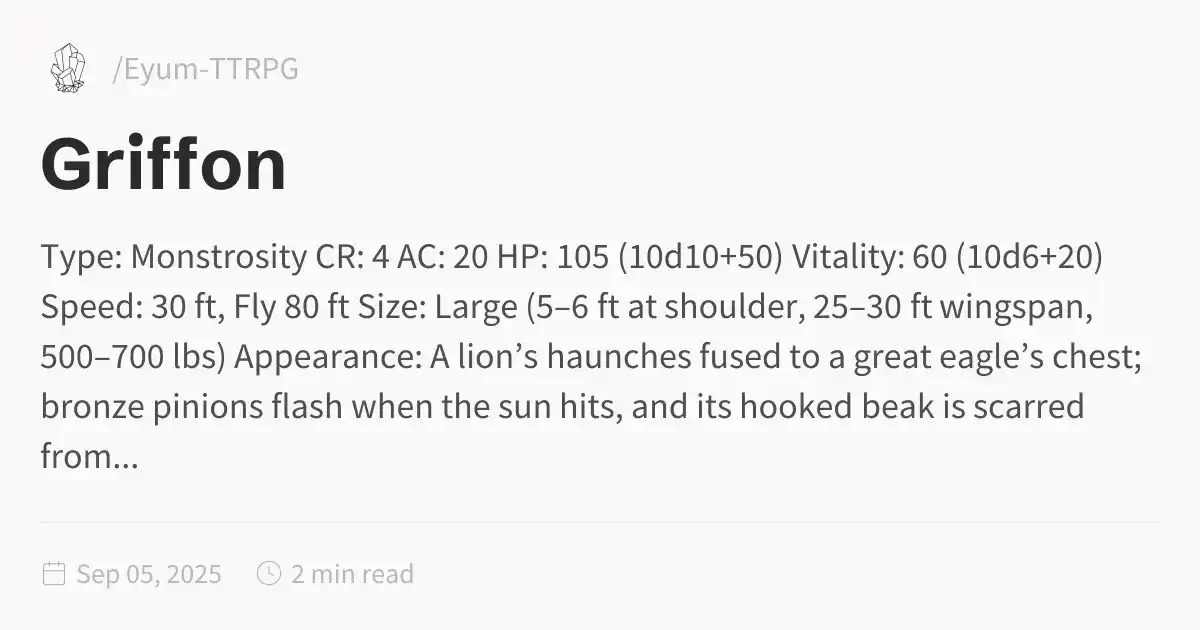 /Eyum-TTRPG
Griffon
Type: Monstrosity CR: 4 AC: 20 HP: 105 (10d10+50) Vitality: 60 (10d6+20)
Speed: 30 ft, Fly 80 ft Size: Large (5–6 ft at shoulder, 25–30 ft wingspan,
500–700 lbs) Appearance: A lion’s haunches fused to a great eagle’s chest;
bronze pinions flash when the sun hits, and its hooked beak is scarred
from...
Sep 05, 2025 2 min read